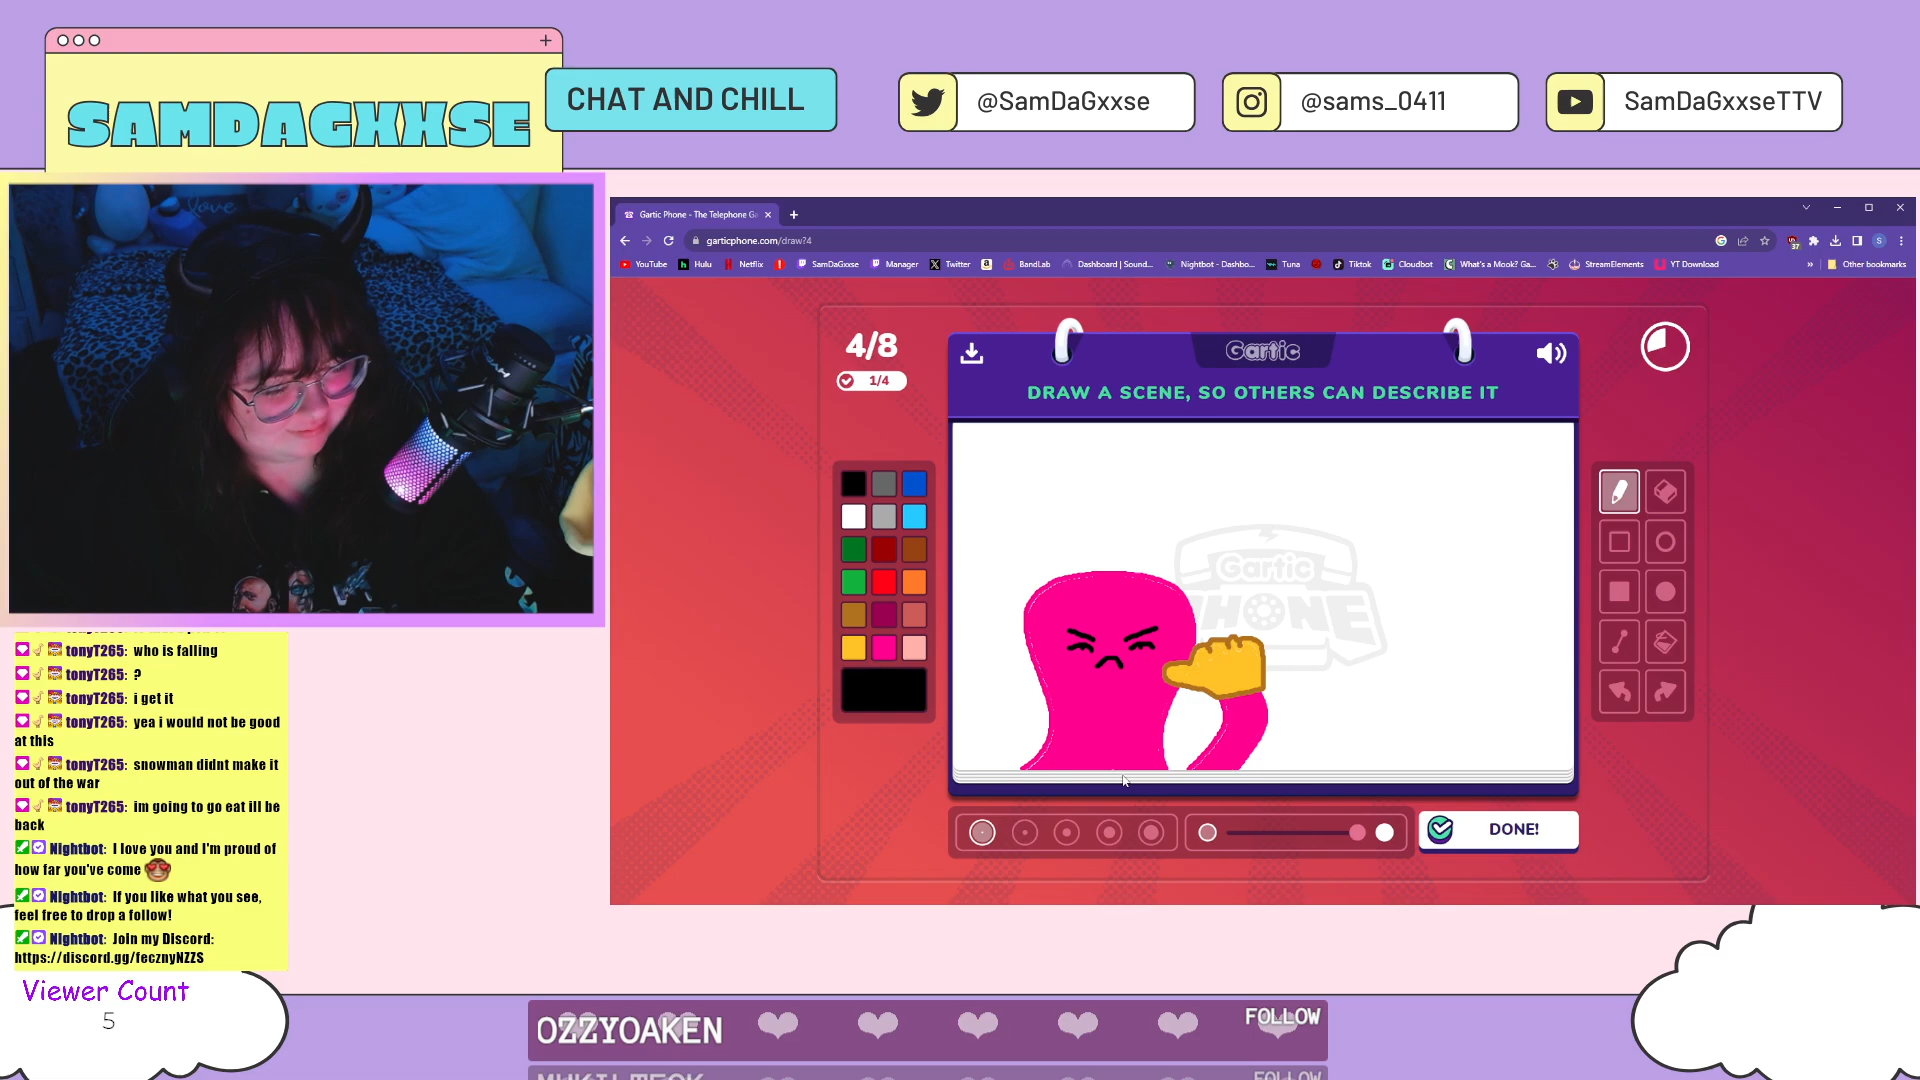 SAMDAGXXSE
CHAT AND CHILL
@SamDaGxxse
@sams_0411
SamDaGxxseTTV
love
Gartic Phone - The Telephone Ga
garticphone.com/draw?4
YouTube
Hulu
Netflix
SamDaGxxse
Manager
Twitter
BandLab
Dashboard | Sound...
Nightbot - Dashbo...
Tuna
Tiktok
Cloudbot
What's a Mook? Ga...
StreamElements
YT Download
»
Other bookmarks
4/8
1/4
Gartic
DRAW A SCENE, SO OTHERS CAN DESCRIBE IT
Gartic
PHONE
DONE!
tonyT265: who is falling
tonyT265: ?
tonyT265: i get it
tonyT265: yea i would not be good
at this
tonyT265: snowman didnt make it
out of the war
tonyT265: im going to go eat ill be
back
Nightbot: I love you and I'm proud of
how far you've come
Nightbot: If you like what you see,
feel free to drop a follow!
Nightbot: Join my Discord:
https://discord.gg/fecznyNZZS
Viewer Count
5
OZZYOAKEN
FOLLOW
FOLLOW